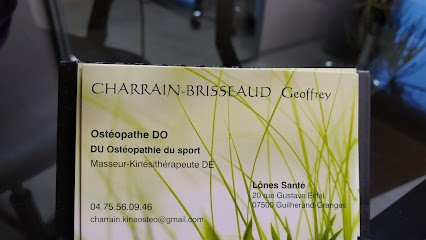 CHARRAIN-BRISSEAUD Geoffrey
Ostéopathe DO
DU Ostéopathie du sport
Masseur-Kinésithérapeute DE
Lônes Santé
20 rue Gustave Eiffel
07500 Guilherand-Granges
04.75.56.09.46
charrain.kineosteo@gmail.com